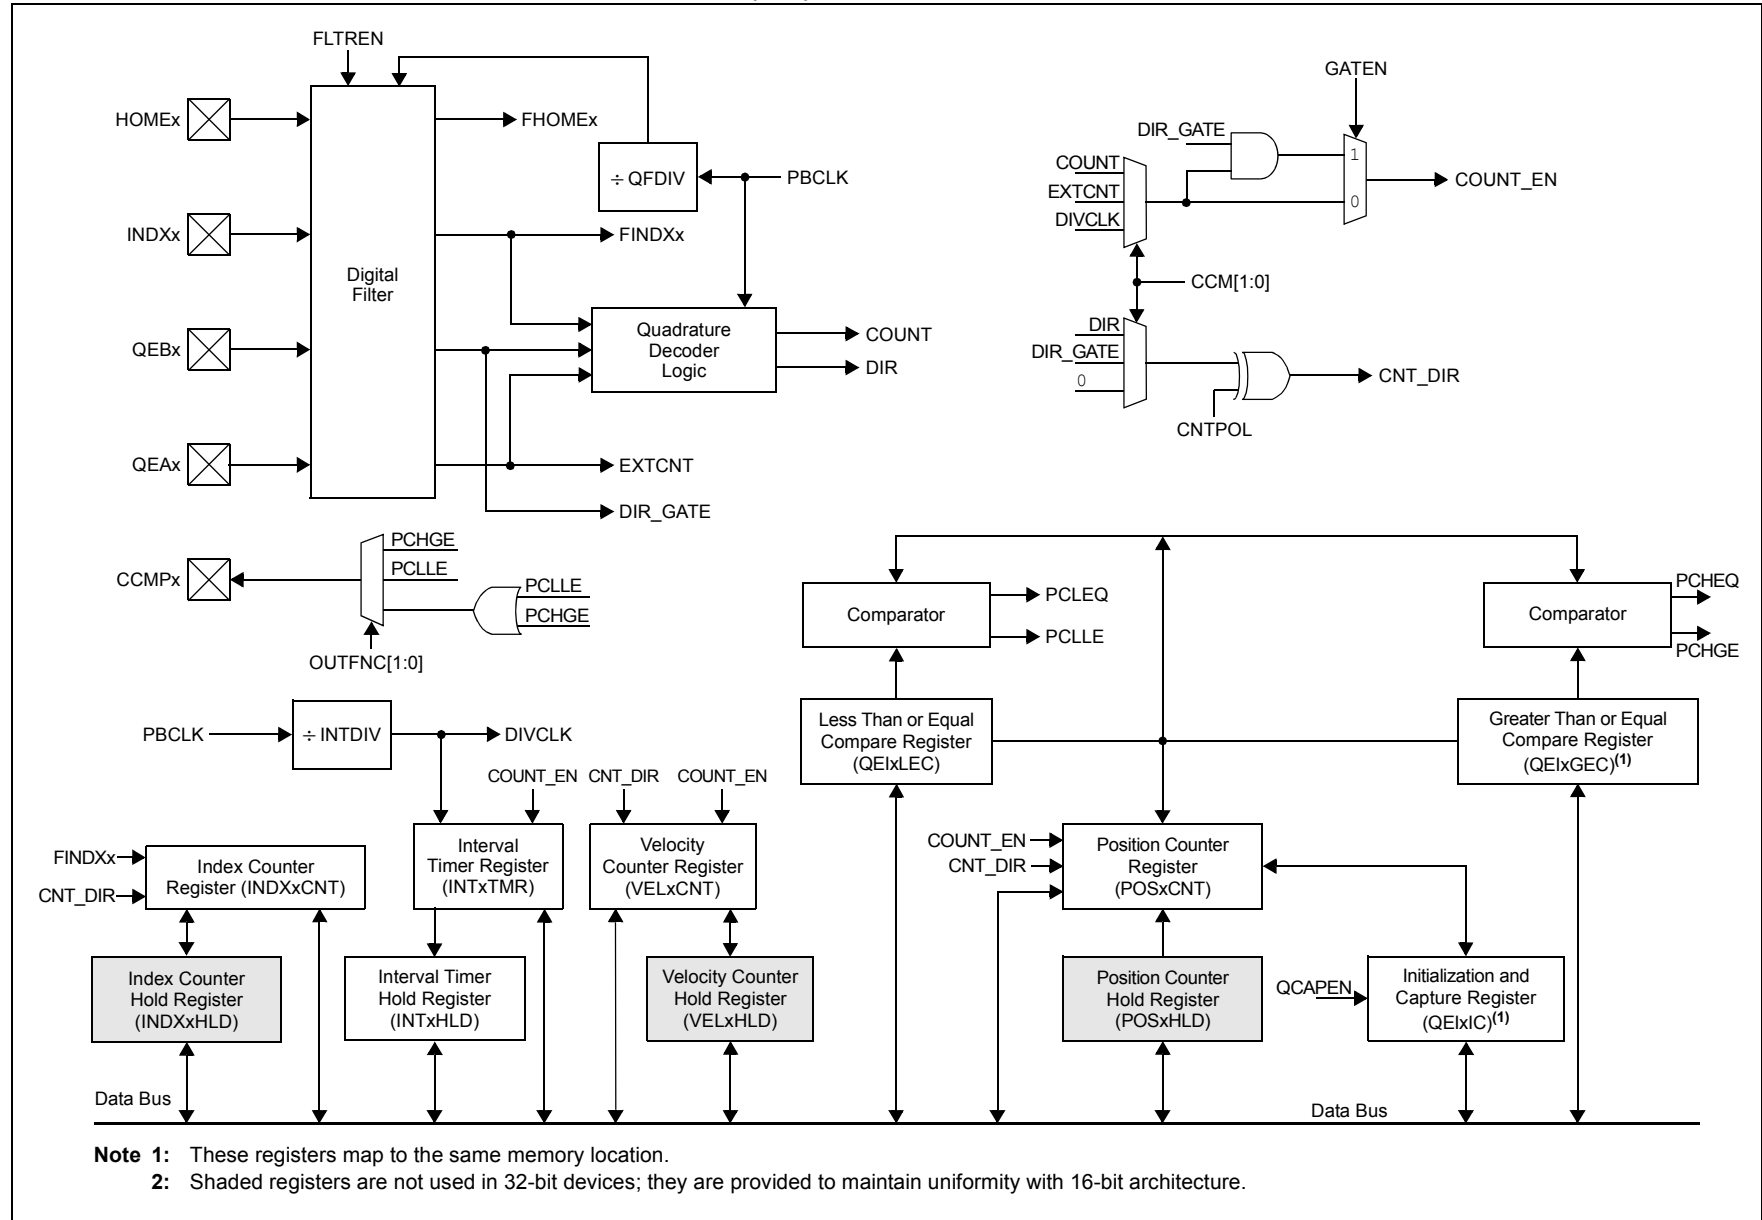 FLTREN
HOMEx
FHOMEx
÷ QFDIV
PBCLK
INDXx
FINDXx
Digital
Filter
QEBx
Quadrature
Decoder
Logic
COUNT
DIR
QEAx
EXTCNT
DIR_GATE
GATEN
DIR_GATE
COUNT
EXTCNT
DIVCLK
1
0
COUNT_EN
CCM[1:0]
DIR
DIR_GATE
0
CNT_DIR
CNTPOL
CCMPx
PCHGE
PCLLE
PCLLE
PCHGE
OUTFNC[1:0]
Comparator
PCLEQ
PCLLE
Comparator
PCHEQ
PCHGE
Less Than or Equal
Compare Register
(QEIxLEC)
Greater Than or Equal
Compare Register
(QEIxGEC)(1)
PBCLK
÷ INTDIV
DIVCLK
COUNT_EN
CNT_DIR
COUNT_EN
FINDXx
CNT_DIR
Index Counter
Register (INDXxCNT)
Interval
Timer Register
(INTxTMR)
Velocity
Counter Register
(VELxCNT)
COUNT_EN
CNT_DIR
Position Counter
Register
(POSxCNT)
Index Counter
Hold Register
(INDXxHLD)
Interval Timer
Hold Register
(INTxHLD)
Velocity Counter
Hold Register
(VELxHLD)
Position Counter
Hold Register
(POSxHLD)
QCAPEN
Initialization and
Capture Register
(QEIxIC)(1)
Data Bus
Data Bus
Note 1: These registers map to the same memory location.
2: Shaded registers are not used in 32-bit devices; they are provided to maintain uniformity with 16-bit architecture.